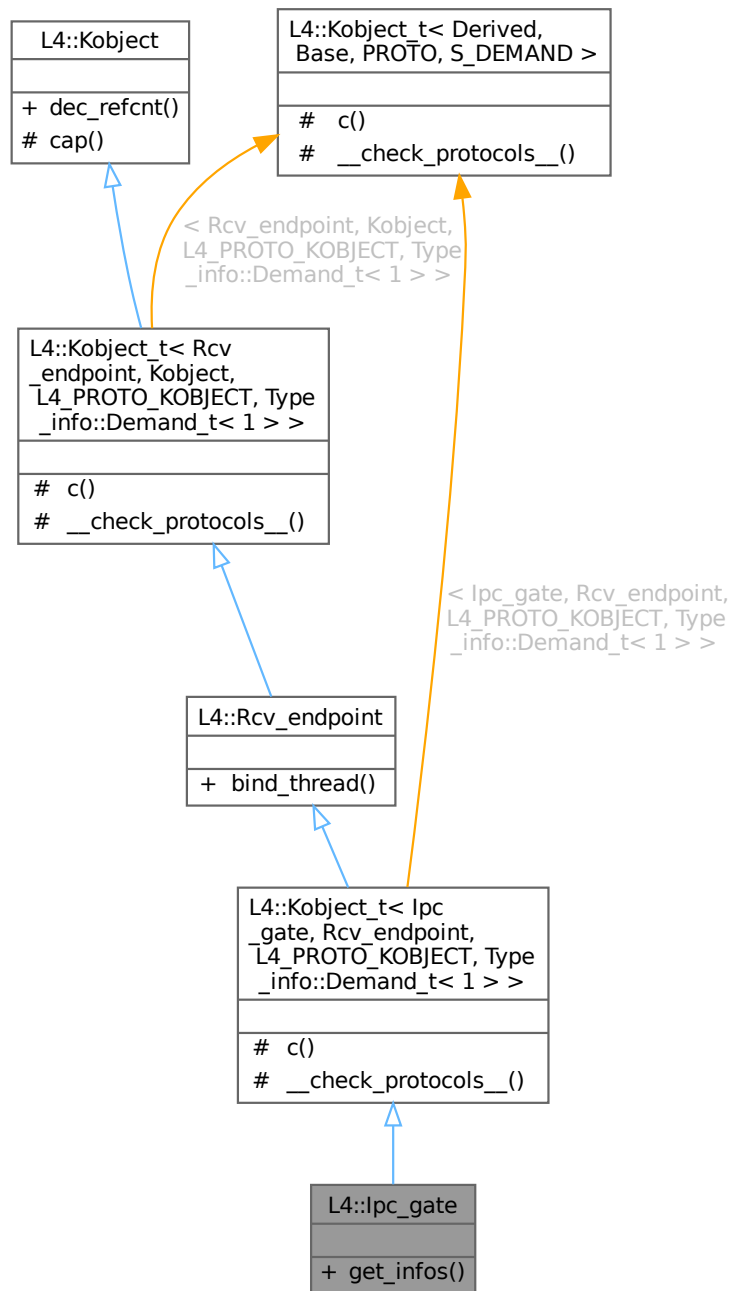 L4::Kobject
+ dec_refcnt()
# cap()
L4::Kobject_t< Derived,
Base, PROTO, S_DEMAND >
# c()
# __check_protocols__()
< Rcv_endpoint, Kobject,
L4_PROTO_KOBJECT, Type
_info::Demand_t< 1 > >
L4::Kobject_t< Rcv
_endpoint, Kobject,
L4_PROTO_KOBJECT, Type
_info::Demand_t< 1 > >
# c()
# __check_protocols__()
< Ipc_gate, Rcv_endpoint,
L4_PROTO_KOBJECT, Type
_info::Demand_t< 1 > >
L4::Rcv_endpoint
+ bind_thread()
L4::Kobject_t< Ipc
_gate, Rcv_endpoint,
L4_PROTO_KOBJECT, Type
_info::Demand_t< 1 > >
# c()
# __check_protocols__()
L4::Ipc_gate
+ get_infos()